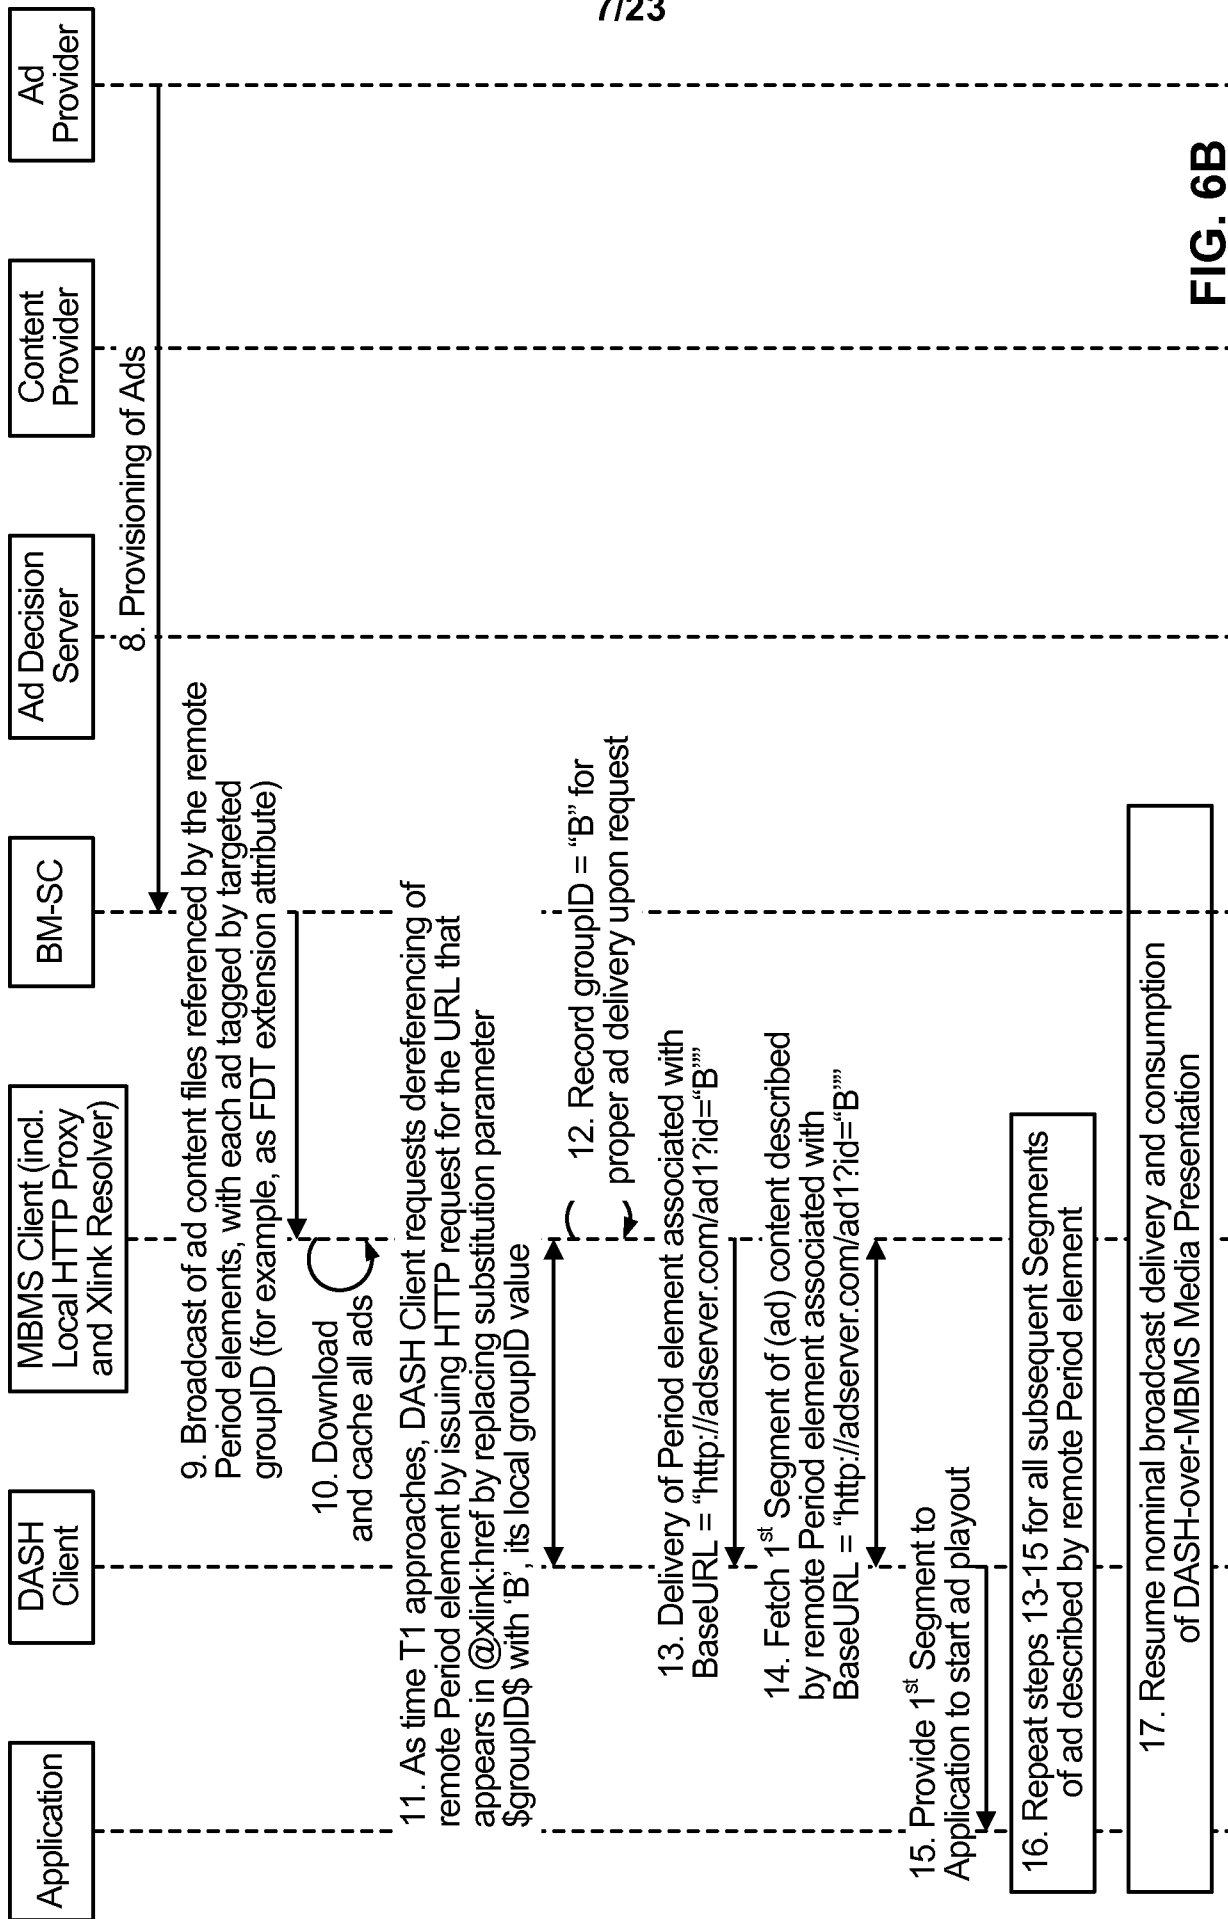 7/23
Application
DASH
Client
MBMS Client (incl.
Local HTTP Proxy
and Xlink Resolver)
BM-SC
Ad Decision
Server
Content
Provider
Ad
Provider
8. Provisioning of Ads
9. Broadcast of ad content files referenced by the remote
Period elements, with each ad tagged by targeted
groupID (for example, as FDT extension attribute)
10. Download
and cache all ads
11. As time T1 approaches, DASH Client requests dereferencing of
remote Period element by issuing HTTP request for the URL that
appears in @xlink:href by replacing substitution parameter
$groupID$ with ‘B’, its local groupID value
12. Record groupID = “B” for
proper ad delivery upon request
13. Delivery of Period element associated with
BaseURL = “http://adserver.com/ad1?id=“B””
14. Fetch 1st Segment of (ad) content described
by remote Period element associated with
BaseURL = “http://adserver.com/ad1?id=“B””
15. Provide 1st Segment to
Application to start ad playout
16. Repeat steps 13-15 for all subsequent Segments
of ad described by remote Period element
17. Resume nominal broadcast delivery and consumption
of DASH-over-MBMS Media Presentation
FIG. 6B